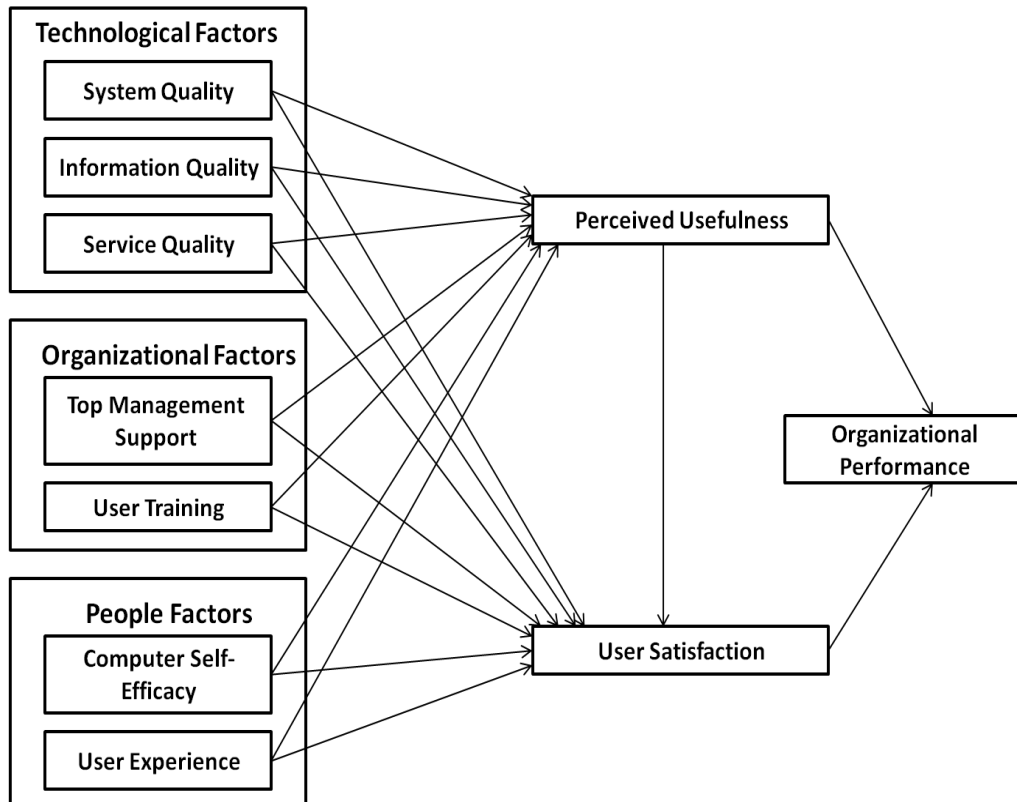 Technological Factors
System Quality
Information Quality
Service Quality
Organizational Factors
Top Management
Support
User Training
People Factors
Computer Self-
Efficacy
User Experience
Perceived Usefulness
User Satisfaction
Organizational
Performance